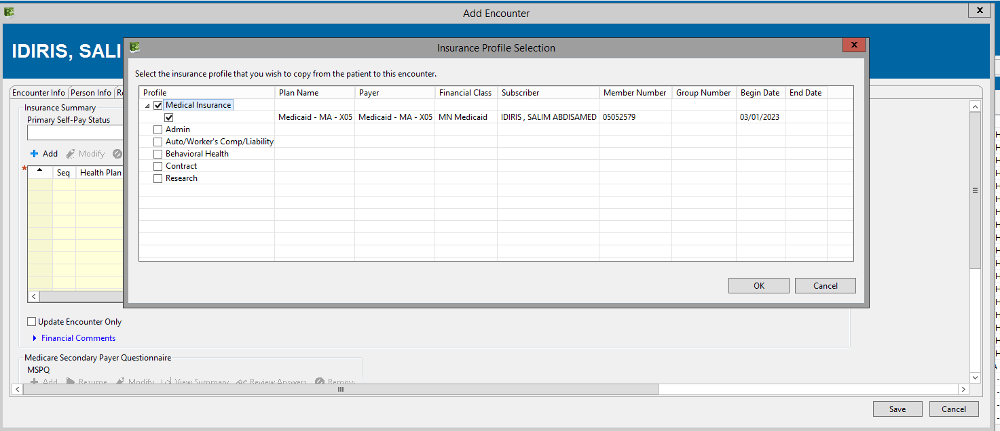 Add Encounter
IDIRIS, SALI
Insurance Profile Selection
Select the insurance profile that you wish to copy from the patient to this encounter.
Encounter Info Person Info
Insurance Summary
Primary Self-Pay Status
Add Modify
* Seq Health Plan
Profile Plan Name Payer Financial Class Subscriber Member Number Group Number Begin Date End Date
Medical Insurance
Medicaid - MA - X05 Medicaid - MA - X05 MN Medicaid IDIRIS , SALIM ABDISAMED 05052579 03/01/2023
Admin
Auto/Worker's Comp/Liability
Behavioral Health
Contract
Research
OK Cancel
Update Encounter Only
Financial Comments
Medicare Secondary Payer Questionnaire
MSPQ
Add Resume Modify View Summary Review Answers Remov
Save Cancel